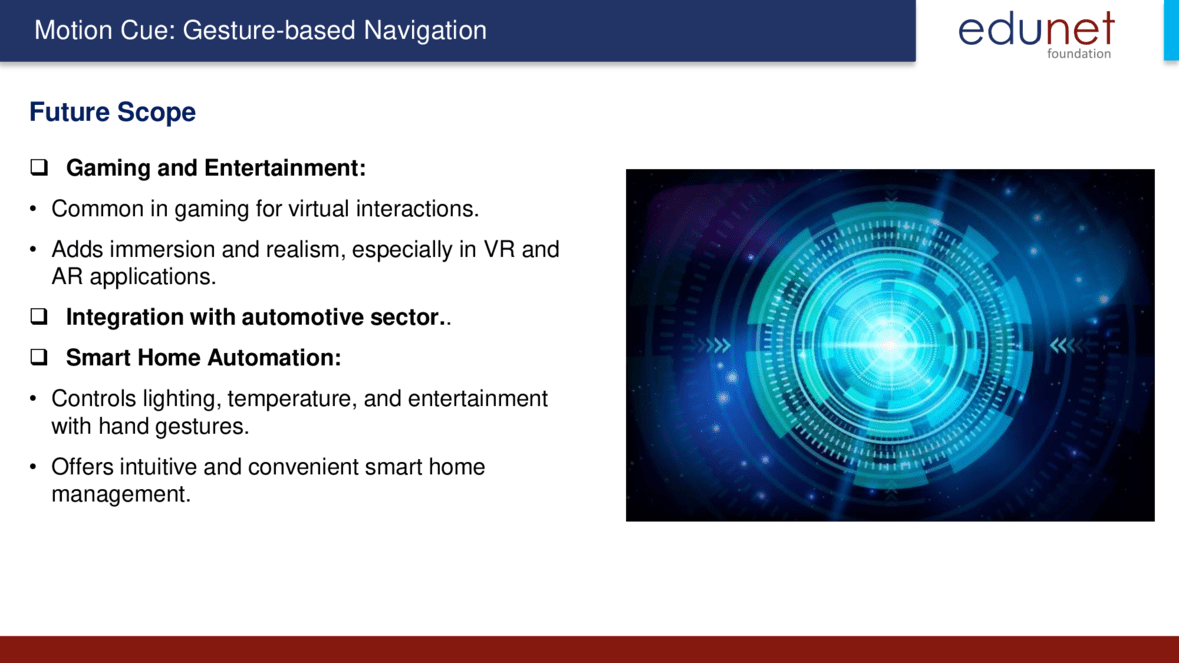 Motion Cue: Gesture-based Navigation
edunet
foundation
Future Scope
❑ Gaming and Entertainment:
• Common in gaming for virtual interactions.
• Adds immersion and realism, especially in VR and
AR applications.
❑ Integration with automotive sector..
❑ Smart Home Automation:
• Controls lighting, temperature, and entertainment
with hand gestures.
• Offers intuitive and convenient smart home
management.